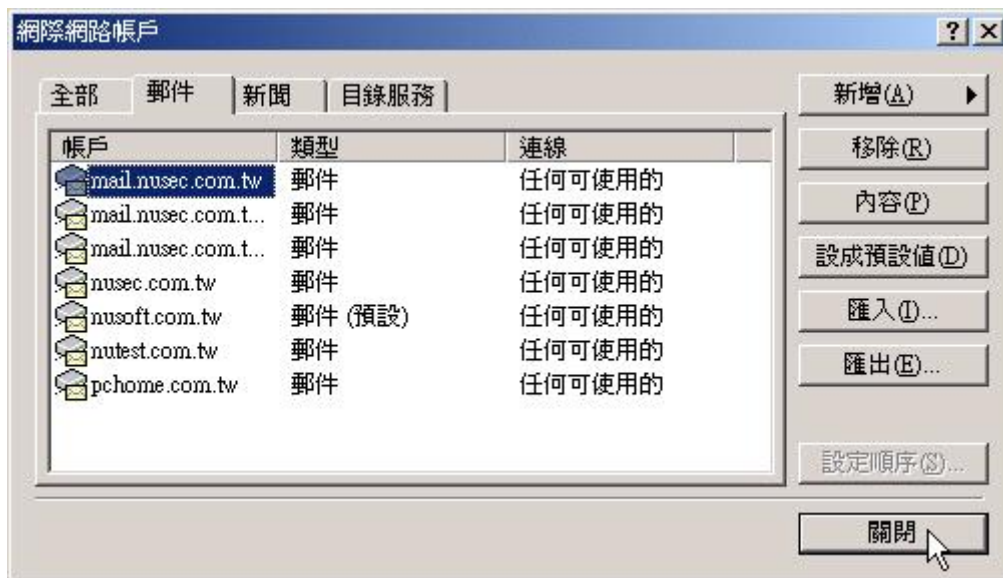 網際網路帳戶
全部 郵件 新聞 目錄服務
帳戶 類型 連線
mail.nusec.com.tw 郵件 任何可使用的
mail.nusec.com.t... 郵件 任何可使用的
mail.nusec.com.t... 郵件 任何可使用的
nusec.com.tw 郵件 任何可使用的
nusoft.com.tw 郵件 (預設) 任何可使用的
nutest.com.tw 郵件 任何可使用的
pchome.com.tw 郵件 任何可使用的
新增(A)
移除(R)
內容(P)
設成預設值(D)
匯入(I)...
匯出(E)...
設定順序(S)...
關閉